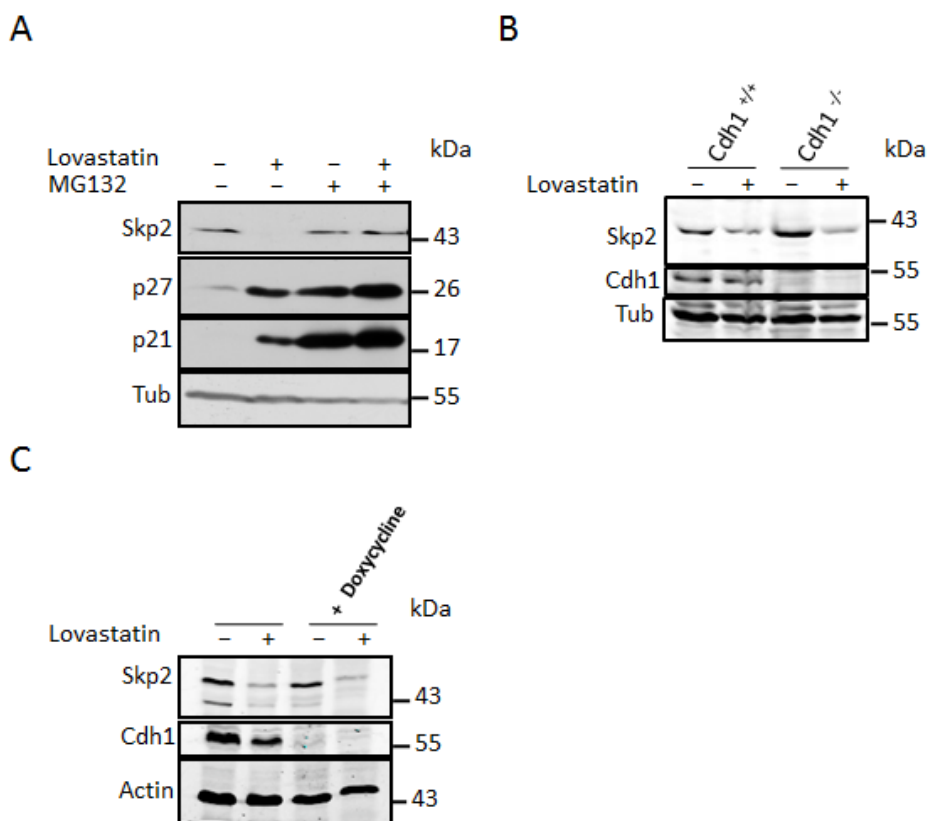 A
Lovastatin – + – + kDa
MG132 – – + +
Skp2 43
p27 26
p21 17
Tub 55
B
Cdh1 +/+ Cdh1 -/- kDa
Lovastatin – + – +
Skp2 43
Cdh1 55
Tub 55
C
+ Doxycycline
kDa
Lovastatin – + – +
Skp2 43
Cdh1 55
Actin 43